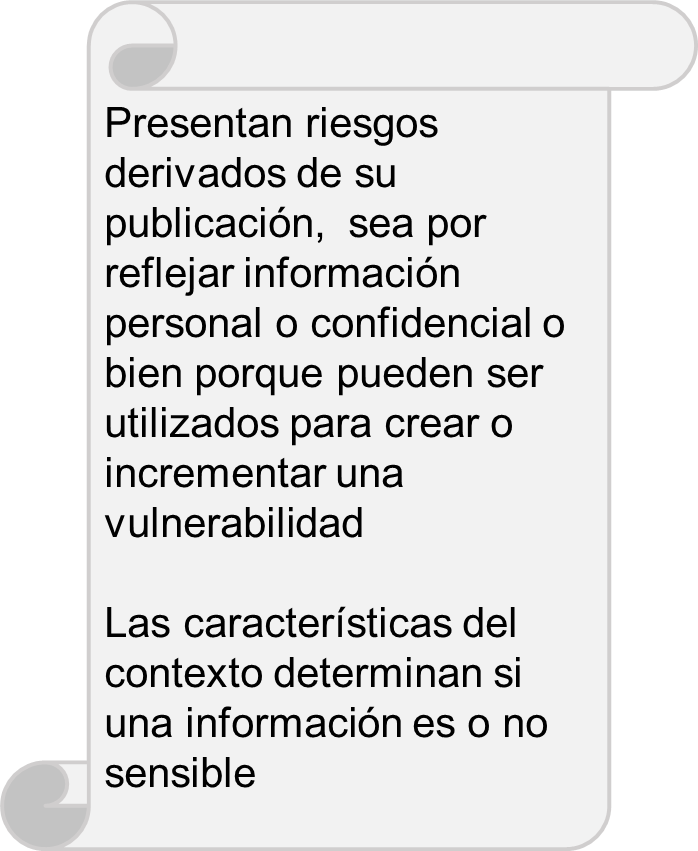 Presentan riesgos
derivados de su
publicación,  sea por
reflejar información
personal o confidencial o
bien porque pueden ser
utilizados para crear o
incrementar una
vulnerabilidad

Las características del
contexto determinan si
una información es o no
sensible